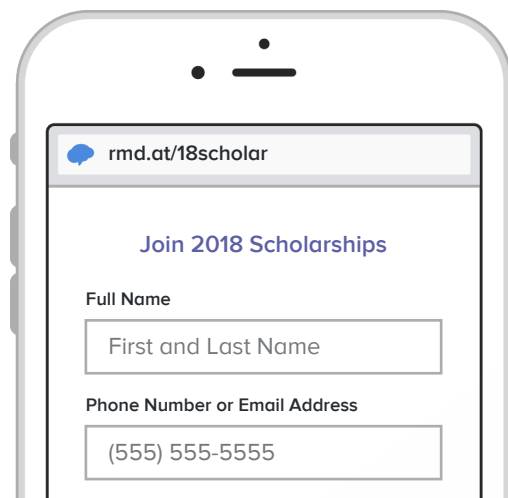 rmd.at/18scholar
Join 2018 Scholarships
Full Name
First and Last Name
Phone Number or Email Address
(555) 555-5555